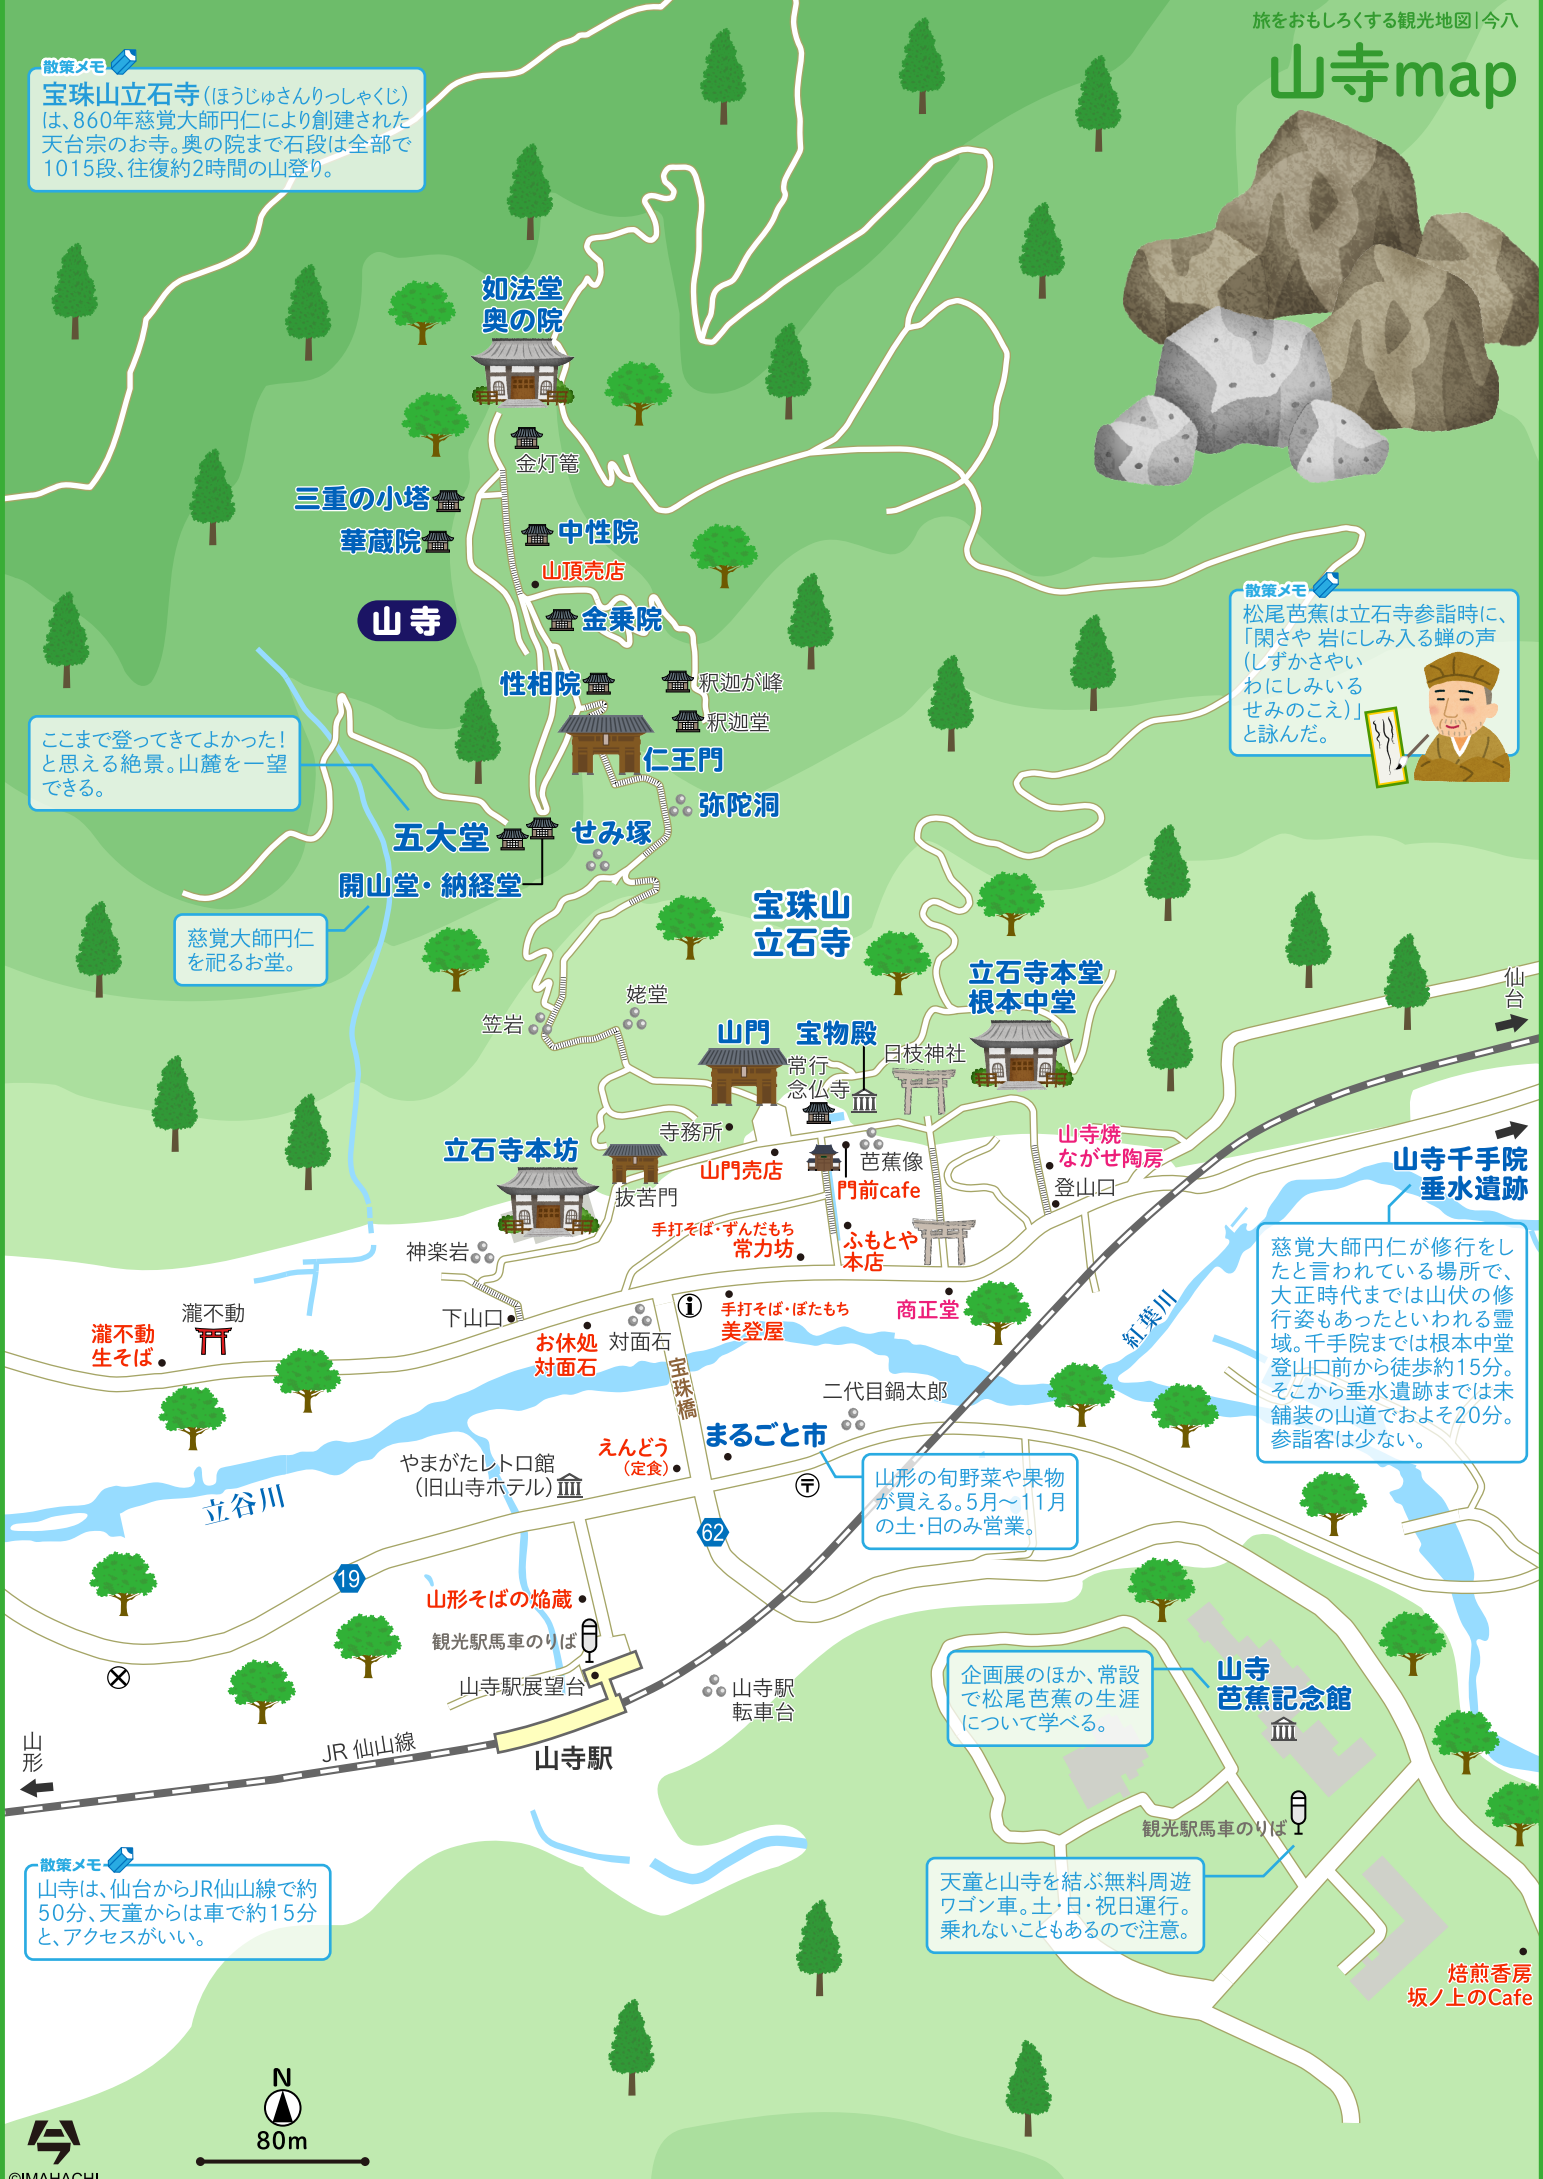 旅をおもしろくする観光地図|今八
山寺map
散策メモ
宝珠山立石寺(ほうじゅさんりっしゃくじ)
は、860年慈覚大師円仁により創建された
天台宗のお寺。奥の院まで石段は全部で
1015段、往復約2時間の山登り。
如法堂
奥の院
金灯篭
三重の小塔
華蔵院
中性院
山頂売店
山寺
金乗院
性相院
釈迦が峰
釈迦堂
仁王門
弥陀洞
散策メモ
松尾芭蕉は立石寺参詣時に、
「閑さや 岩にしみ入る蝉の声
(しずかさやい
わにしみいる
せみのこえ)」
と詠んだ。
ここまで登ってきてよかった!
と思える絶景。山麓を一望
できる。
五大堂
せみ塚
開山堂・納経堂
慈覚大師円仁
を祀るお堂。
宝珠山
立石寺
立石寺本堂
根本中堂
仙台
姥堂
笠岩
山門
宝物殿
日枝神社
常行
念仏寺
寺務所
立石寺本坊
抜苦門
山門売店
芭蕉像
門前cafe
山寺焼
ながせ陶房
登山口
山寺千手院
垂水遺跡
慈覚大師円仁が修行をし
たと言われている場所で、
大正時代までは山伏の修
行姿もあったといわれる霊
域。千手院までは根本中堂
登山口前から徒歩約15分。
そこから垂水遺跡までは未
舗装の山道でおよそ20分。
参詣客は少ない。
手打そば・ずんだもち
常力坊
ふもとや
本店
神楽岩
下山口
商正堂
手打そば・ぼたもち
美登屋
瀧不動
瀧不動
生そば
お休処
対面石
対面石
紅葉川
宝珠橋
二代目鍋太郎
まるごと市
えんどう
(定食)
やまがたレトロ館
(旧山寺ホテル)
立谷川
山形の旬野菜や果物
が買える。5月〜11月
の土・日のみ営業。
62
19
山形そばの焔蔵
観光駅馬車のりば
山寺駅展望台
山寺駅
転車台
山寺駅
JR 仙山線
山形
企画展のほか、常設
で松尾芭蕉の生涯
について学べる。
山寺
芭蕉記念館
観光駅馬車のりば
天童と山寺を結ぶ無料周遊
ワゴン車。土・日・祝日運行。
乗れないこともあるので注意。
焙煎香房
坂ノ上のCafe
散策メモ
山寺は、仙台からJR仙山線で約
50分、天童からは車で約15分
と、アクセスがいい。
N
80m
©IMAHACHI